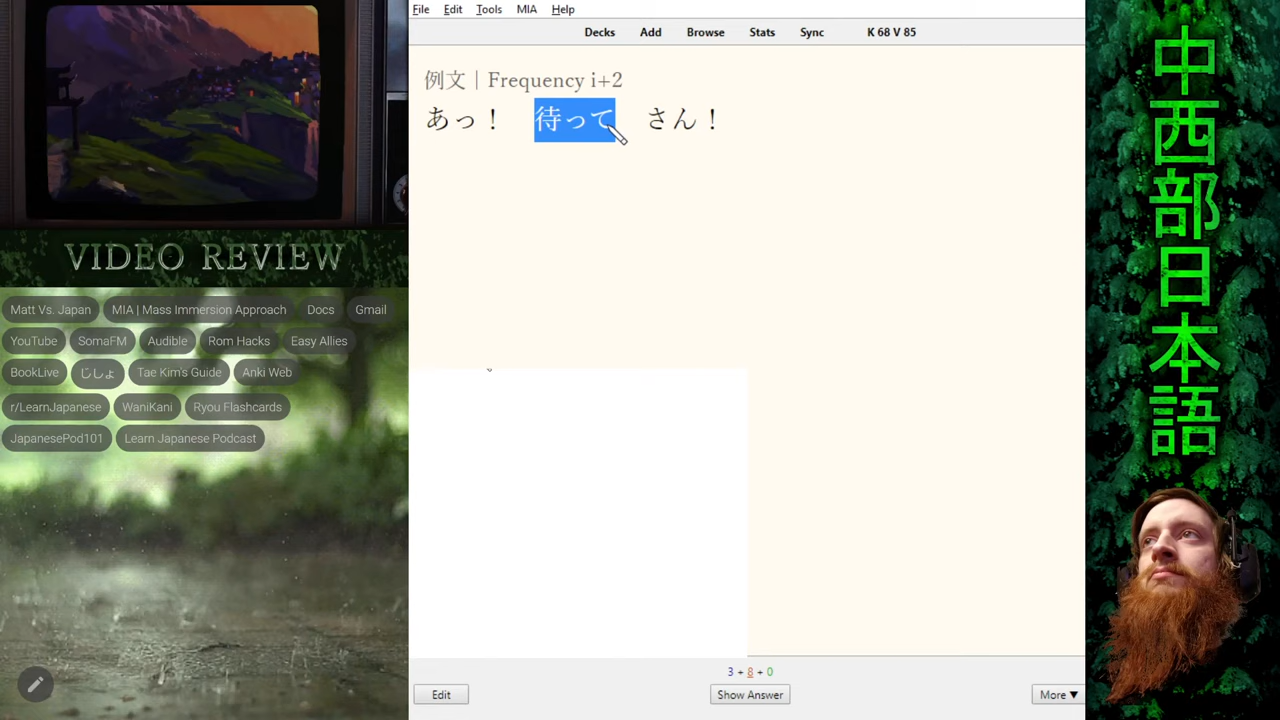 File Edit Tools MIA Help
Decks Add Browse Stats Sync K 68 V 85
例文｜Frequency i+2
あっ！ 待って さん！
3 + 8 + 0
Edit Show Answer More ▼
VIDEO REVIEW
Matt Vs. Japan MIA | Mass Immersion Approach Docs Gmail
YouTube SomaFM Audible Rom Hacks Easy Allies
BookLive じしょ Tae Kim's Guide Anki Web
r/LearnJapanese WaniKani Ryou Flashcards
JapanesePod101 Learn Japanese Podcast
中西部日本語